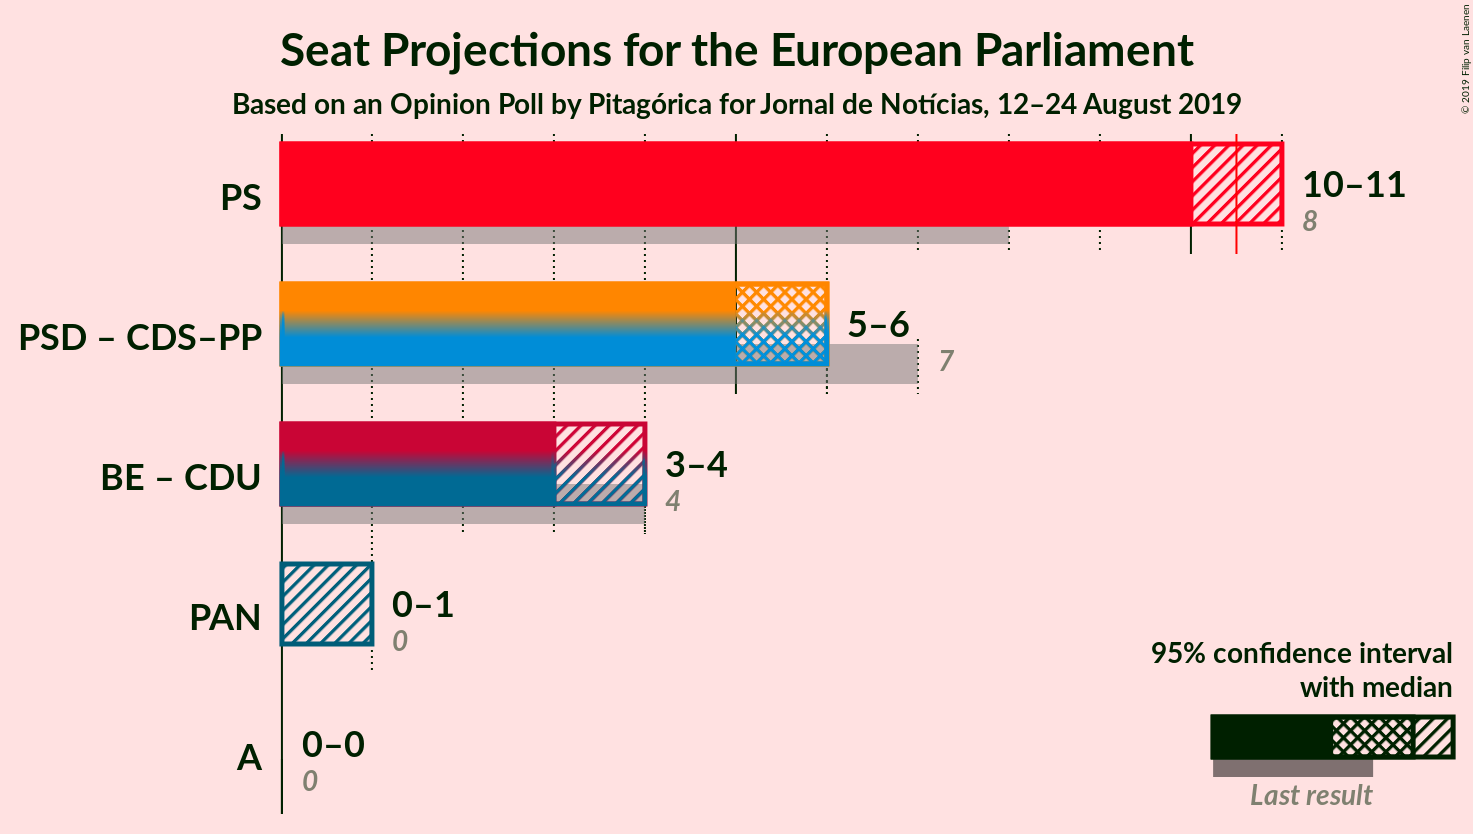 Seat Projections for the European Parliament
Based on an Opinion Poll by Pitagórica for Jornal de Notícias, 12–24 August 2019
© 2019 Filip van Laenen
PS
10–11
8
PSD – CDS–PP
5–6
7
BE – CDU
3–4
4
PAN
0–1
0
A
0–0
0
95% confidence interval
with median
Last result